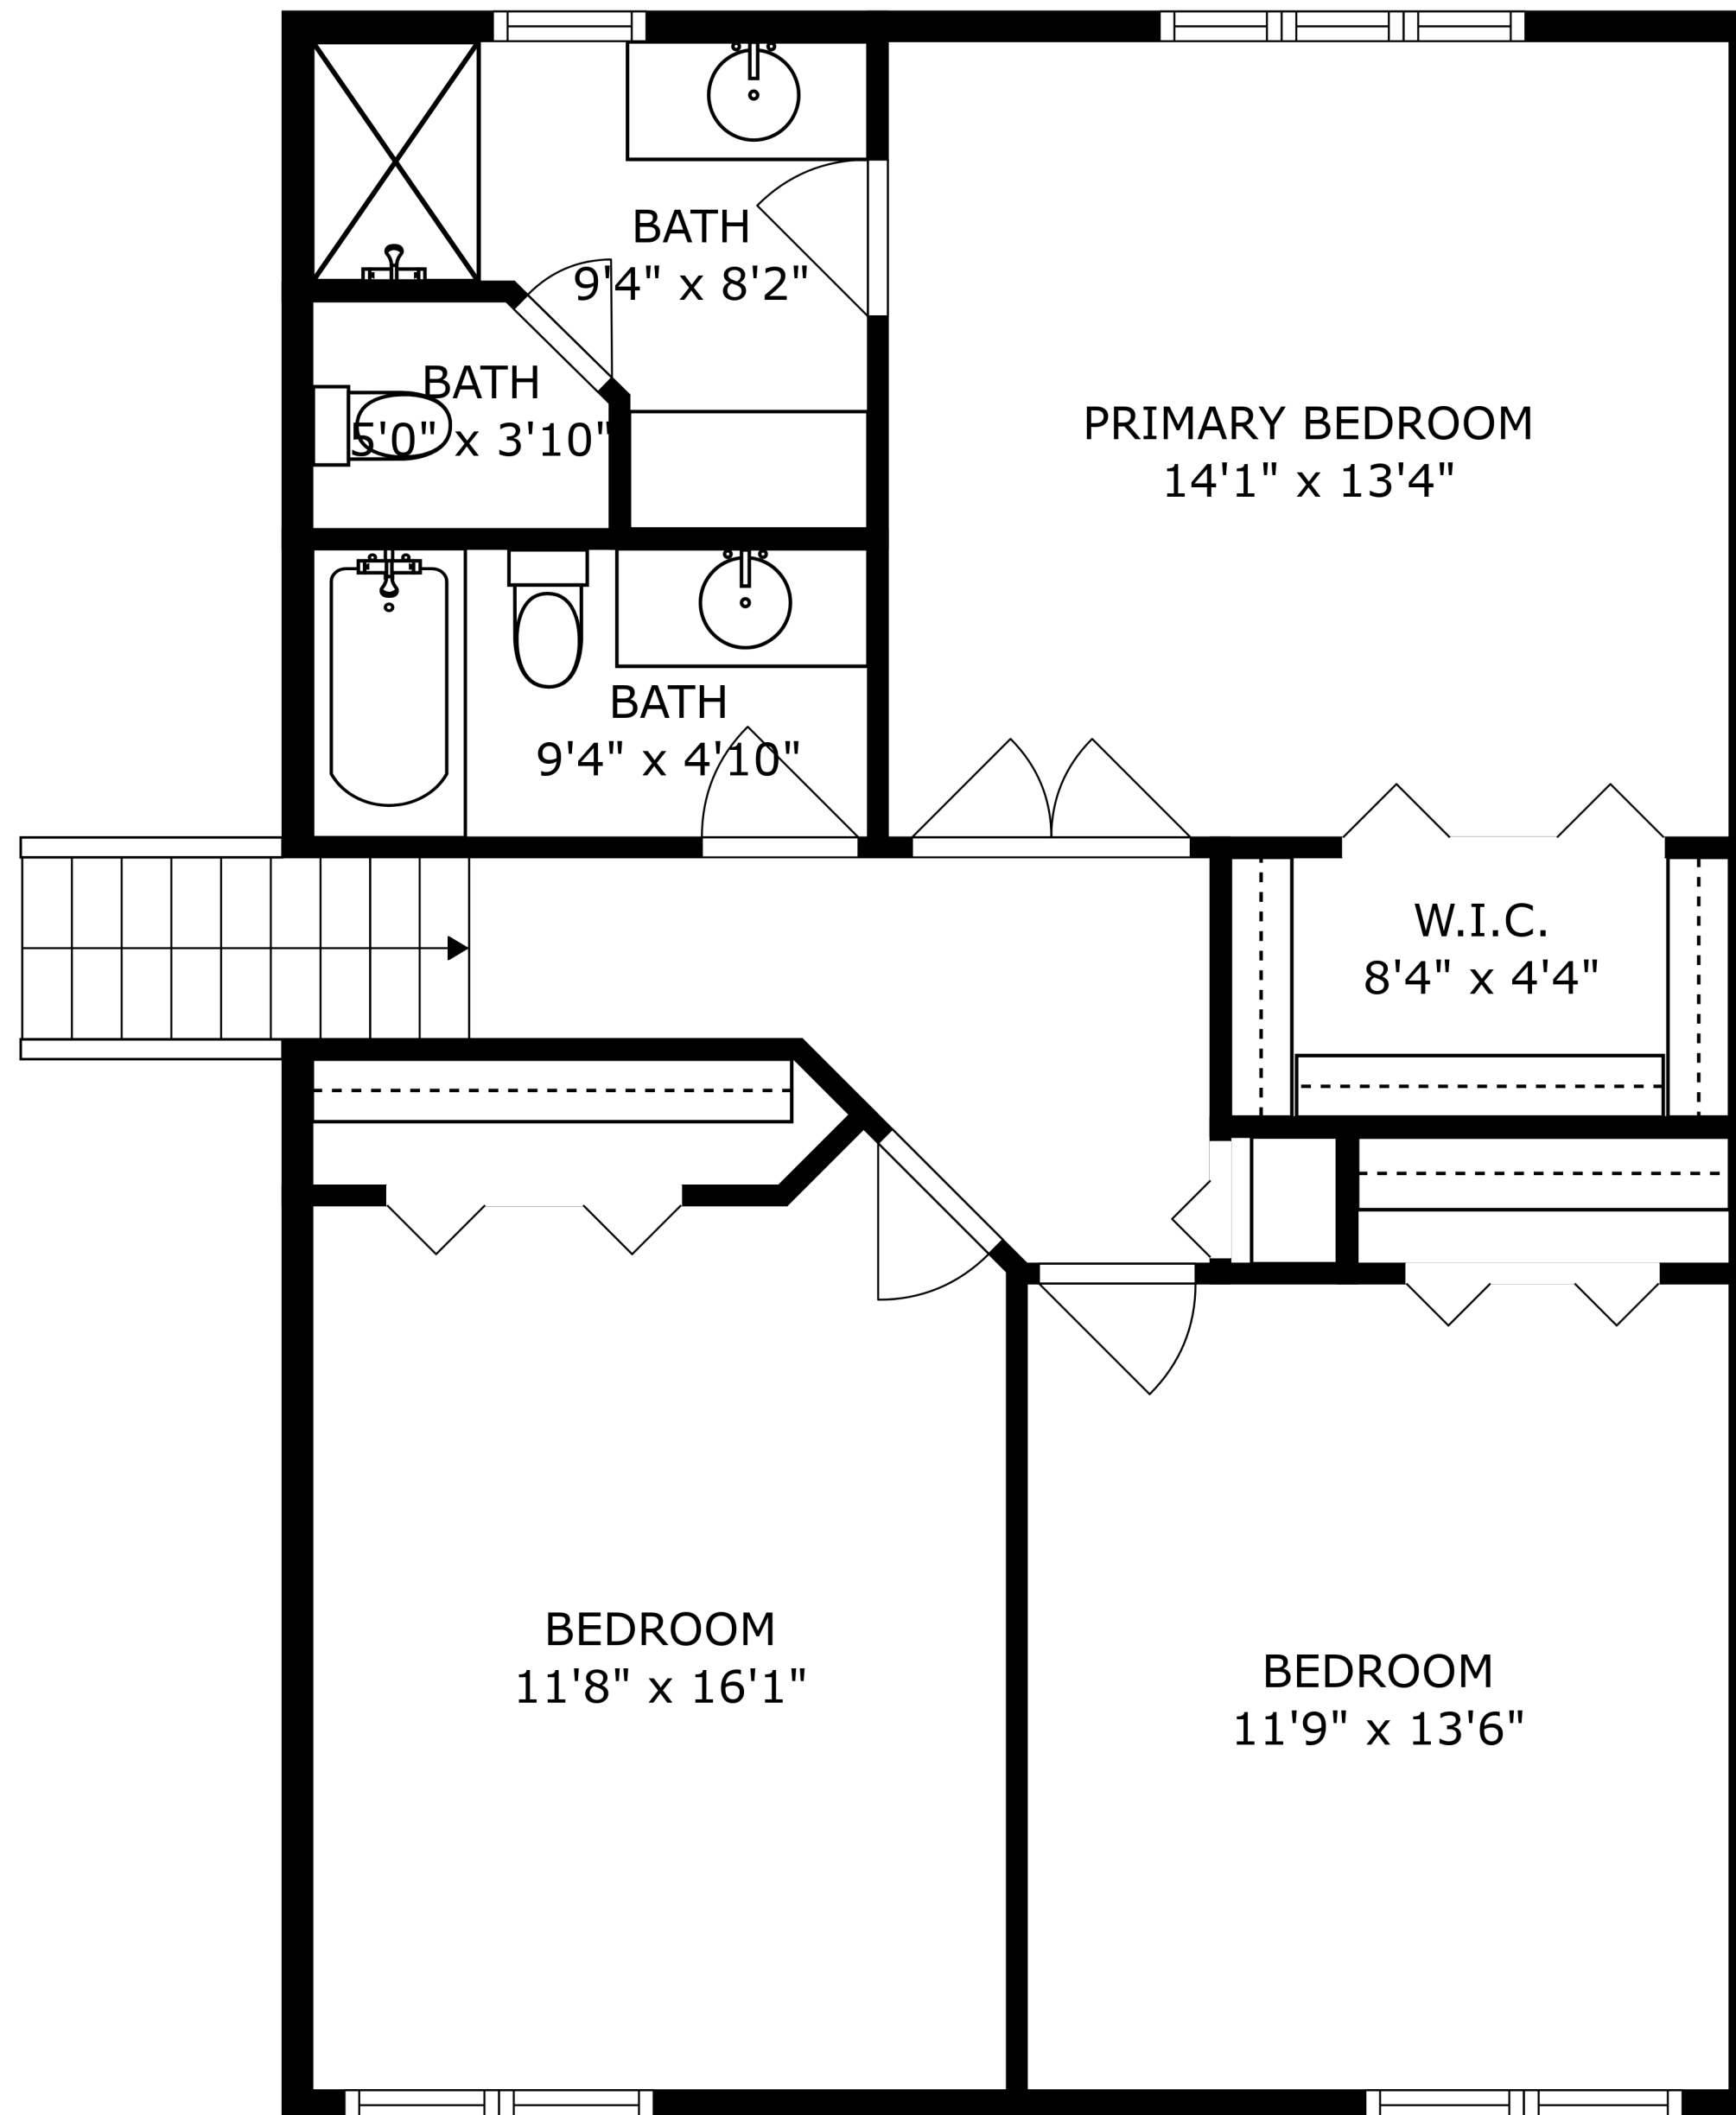 BATH
9'4" x 8'2"
BATH
5'0" x 3'10"
PRIMARY BEDROOM
14'1" x 13'4"
BATH
9'4" x 4'10"
W.I.C.
8'4" x 4'4"
BEDROOM
11'8" x 16'1"
BEDROOM
11'9" x 13'6"